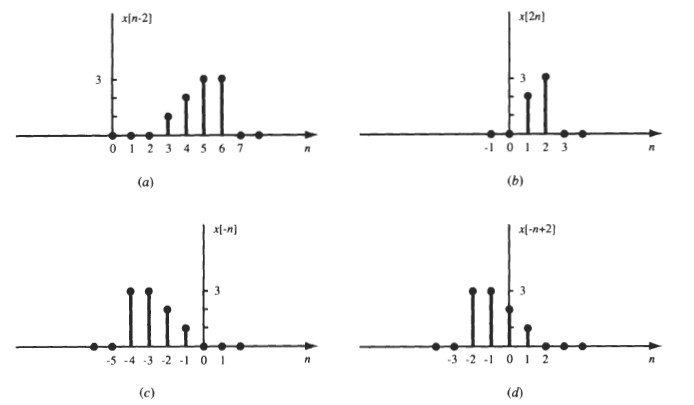 x[n-2]
3
0 1 2 3 4 5 6 7 n
(a)
x[2n]
3
-1 0 1 2 3 n
(b)
x[-n]
3
-5 -4 -3 -2 -1 0 1 n
(c)
x[-n+2]
3
-3 -2 -1 0 1 2 n
(d)